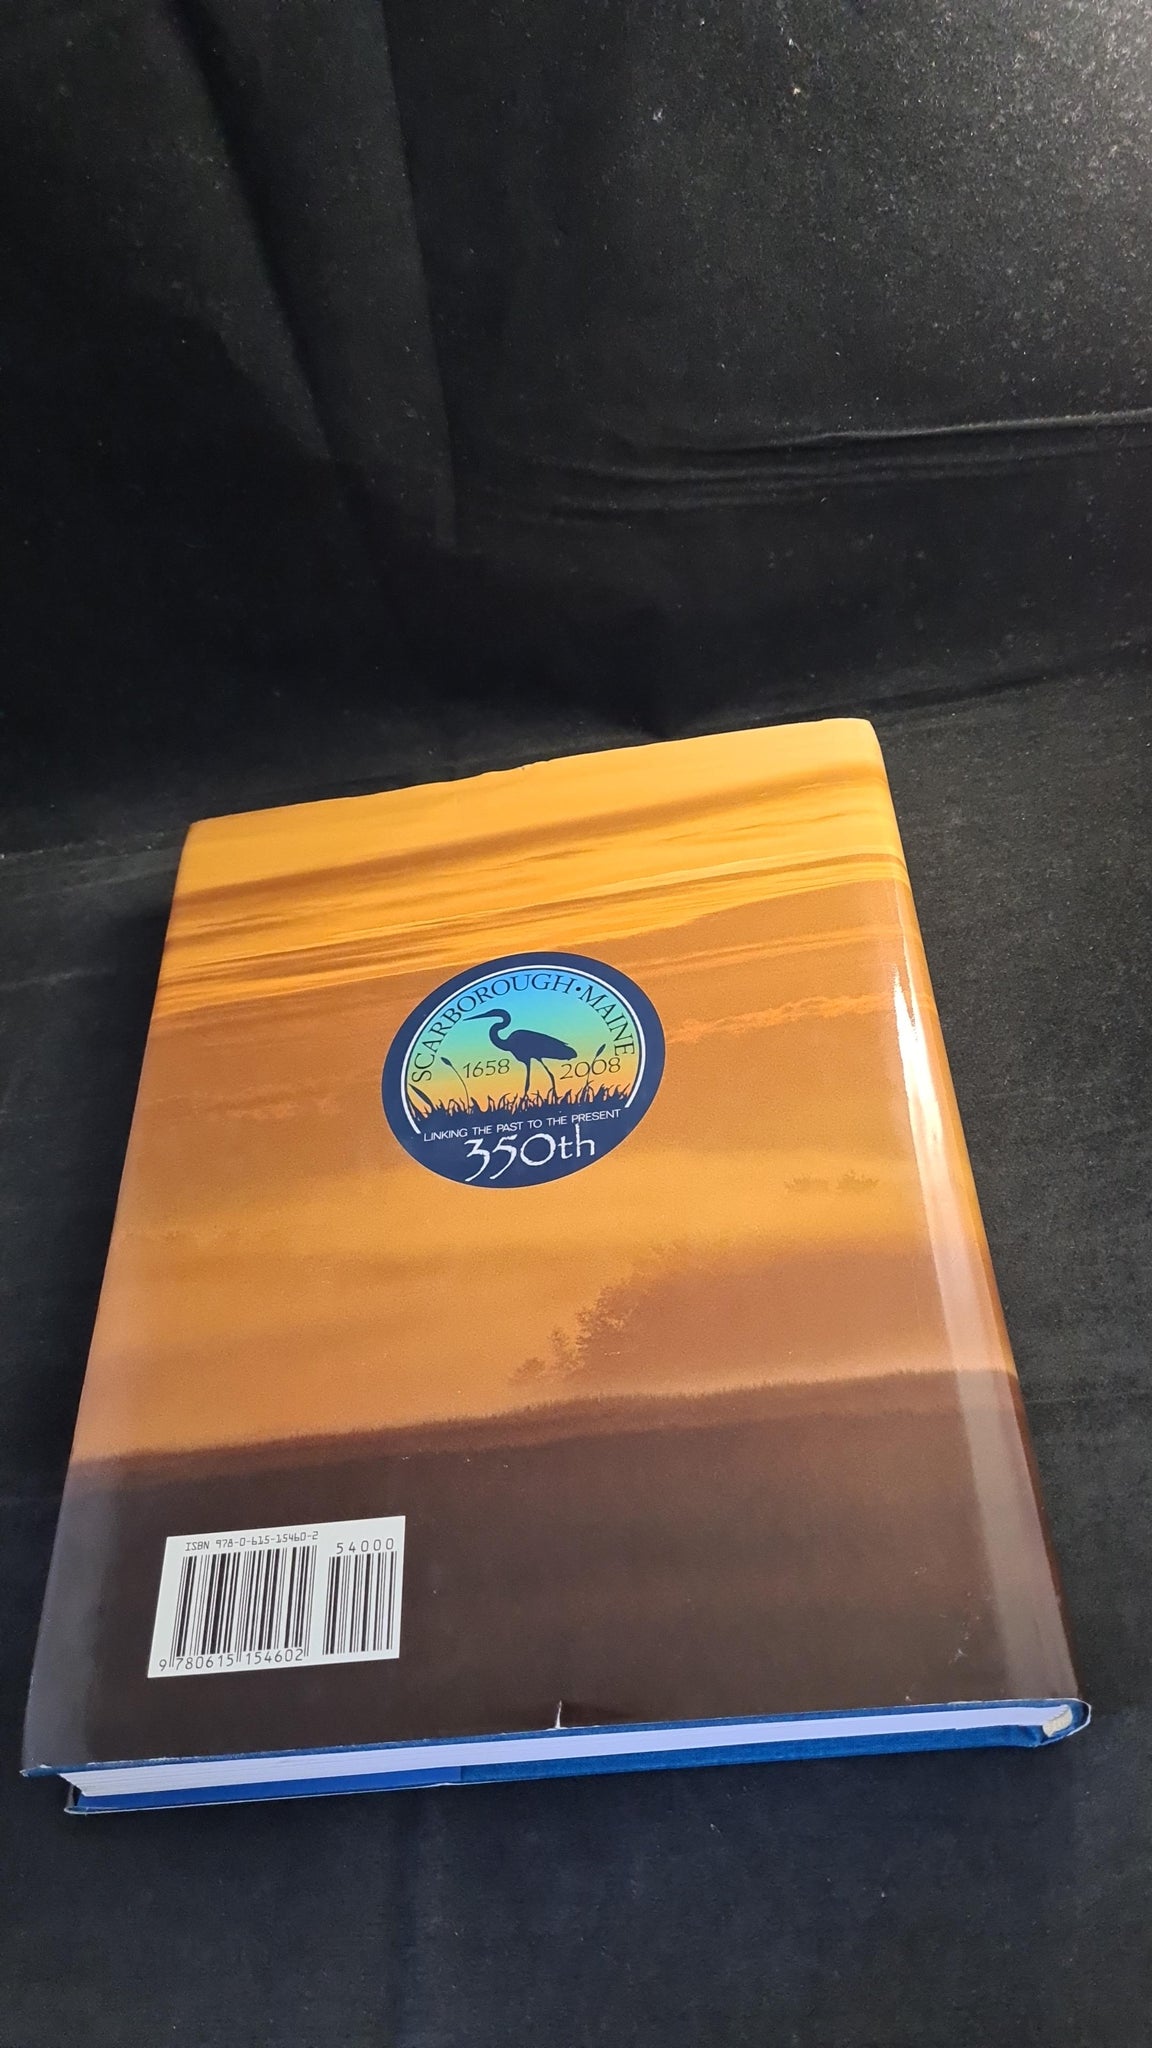 SCARBOROUGH · MAINE
1658 2008
LINKING THE PAST TO THE PRESENT
350th
ISBN 978-0-615-15460-2
54000
9 780615 154602